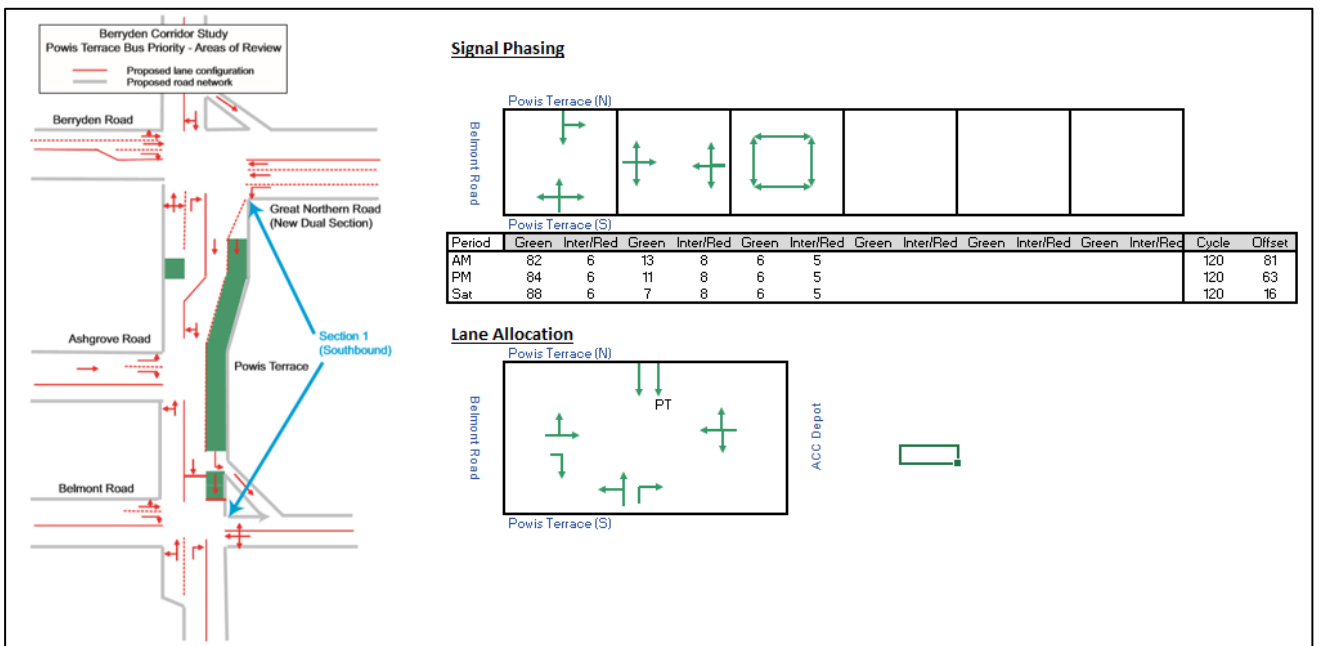 Berryden Corridor Study
Powis Terrace Bus Priority - Areas of Review
Proposed lane configuration
Proposed road network
Berryden Road
Great Northern Road
(New Dual Section)
Ashgrove Road
Section 1
(Southbound)
Powis Terrace
Belmont Road
Signal Phasing
Powis Terrace (N)
Belmont Road
Powis Terrace (S)
Period Green Inter/Red Green Inter/Red Green Inter/Red Green Inter/Red Green Inter/Red Green Inter/Red Cycle Offset
AM 82 6 13 8 6 5 120 81
PM 84 6 11 8 6 5 120 63
Sat 88 6 7 8 6 5 120 16
Lane Allocation
Powis Terrace (N)
PT
Belmont Road
ACC Depot
Powis Terrace (S)